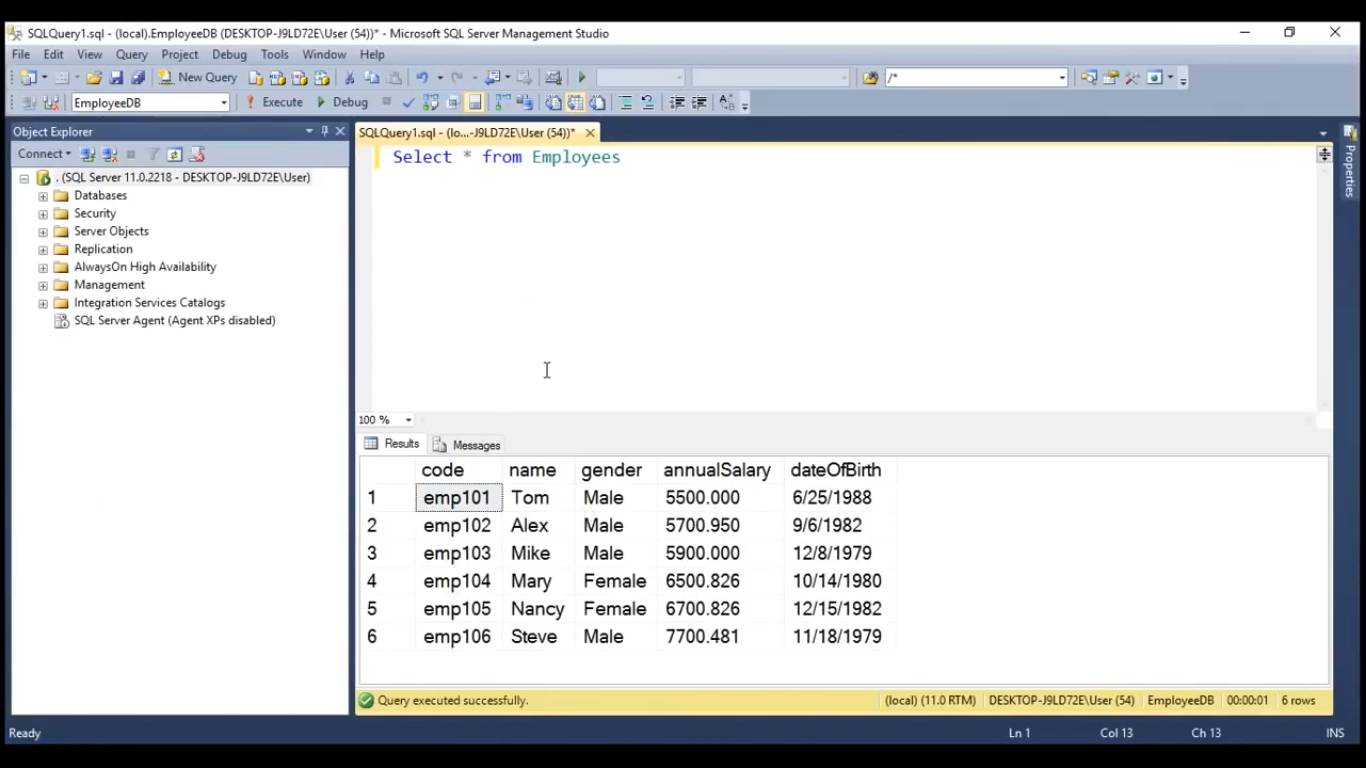 SQLQuery1.sql - (local).EmployeeDB (DESKTOP-J9LD72E\User (54))* - Microsoft SQL Server Management Studio
File Edit View Query Project Debug Tools Window Help
New Query /*
EmployeeDB Execute Debug
Object Explorer
Connect
. (SQL Server 11.0.2218 - DESKTOP-J9LD72E\User)
Databases
Security
Server Objects
Replication
AlwaysOn High Availability
Management
Integration Services Catalogs
SQL Server Agent (Agent XPs disabled)
SQLQuery1.sql - (lo...-J9LD72E\User (54))*
Select * from Employees
Properties
100 %
Results Messages
code name gender annualSalary dateOfBirth
1 emp101 Tom Male 5500.000 6/25/1988
2 emp102 Alex Male 5700.950 9/6/1982
3 emp103 Mike Male 5900.000 12/8/1979
4 emp104 Mary Female 6500.826 10/14/1980
5 emp105 Nancy Female 6700.826 12/15/1982
6 emp106 Steve Male 7700.481 11/18/1979
Query executed successfully. (local) (11.0 RTM) DESKTOP-J9LD72E\User (54) EmployeeDB 00:00:01 6 rows
Ready Ln 1 Col 13 Ch 13 INS